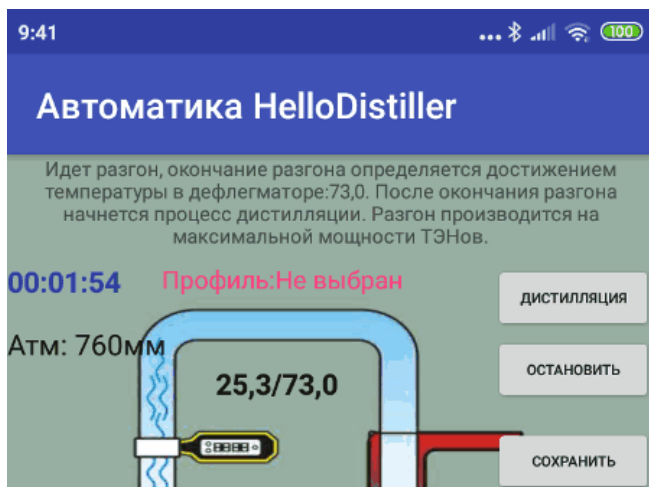 9:41
100
Автоматика HelloDistiller
Идет разгон, окончание разгона определяется достижением
температуры в дефлегматоре:73,0. После окончания разгона
начнется процесс дистилляции. Разгон производится на
максимальной мощности ТЭНов.
00:01:54
Профиль:Не выбран
ДИСТИЛЛЯЦИЯ
Атм: 760мм
ОСТАНОВИТЬ
25,3/73,0
СОХРАНИТЬ